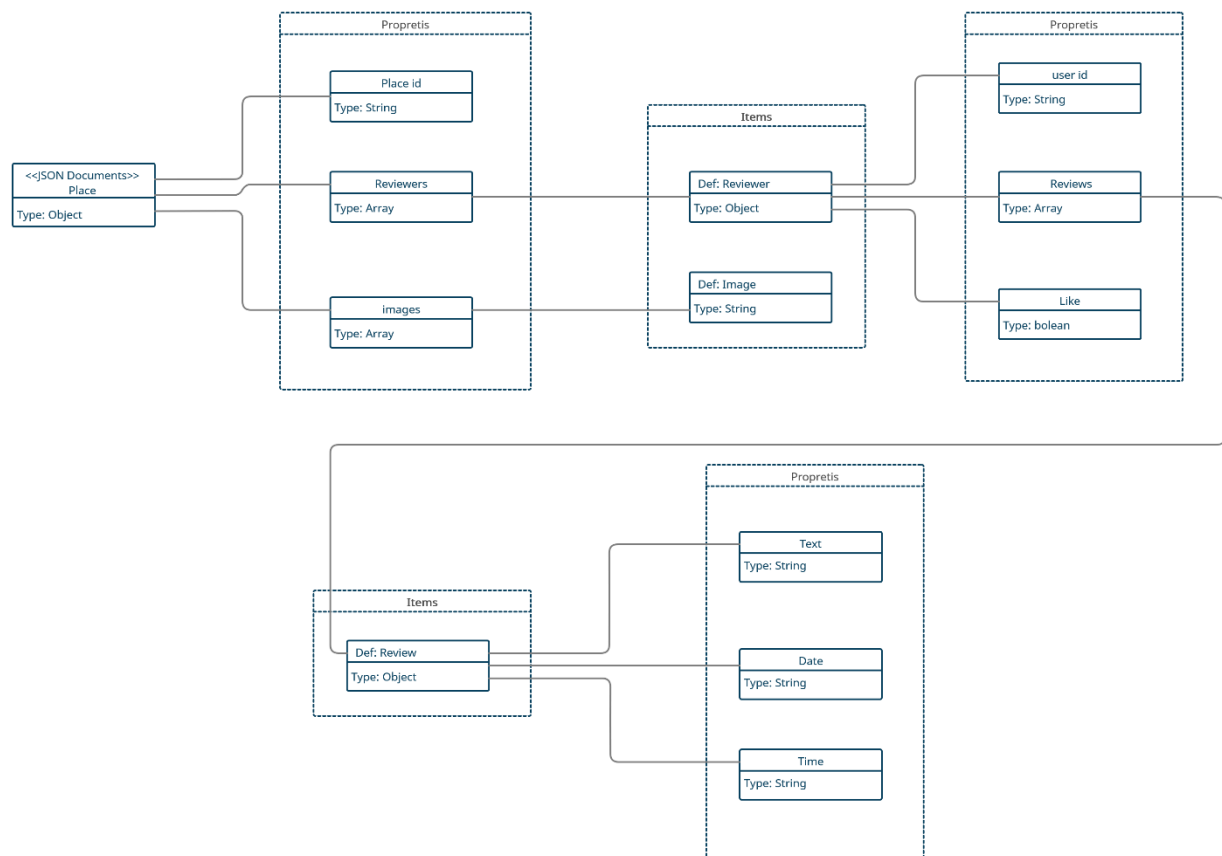 Propretis
Place id
Type: String
<<JSON Documents>>
Place
Type: Object
Reviewers
Type: Array
images
Type: Array
Items
Def: Reviewer
Type: Object
Def: Image
Type: String
Propretis
user id
Type: String
Reviews
Type: Array
Like
Type: bolean
Items
Def: Review
Type: Object
Propretis
Text
Type: String
Date
Type: String
Time
Type: String